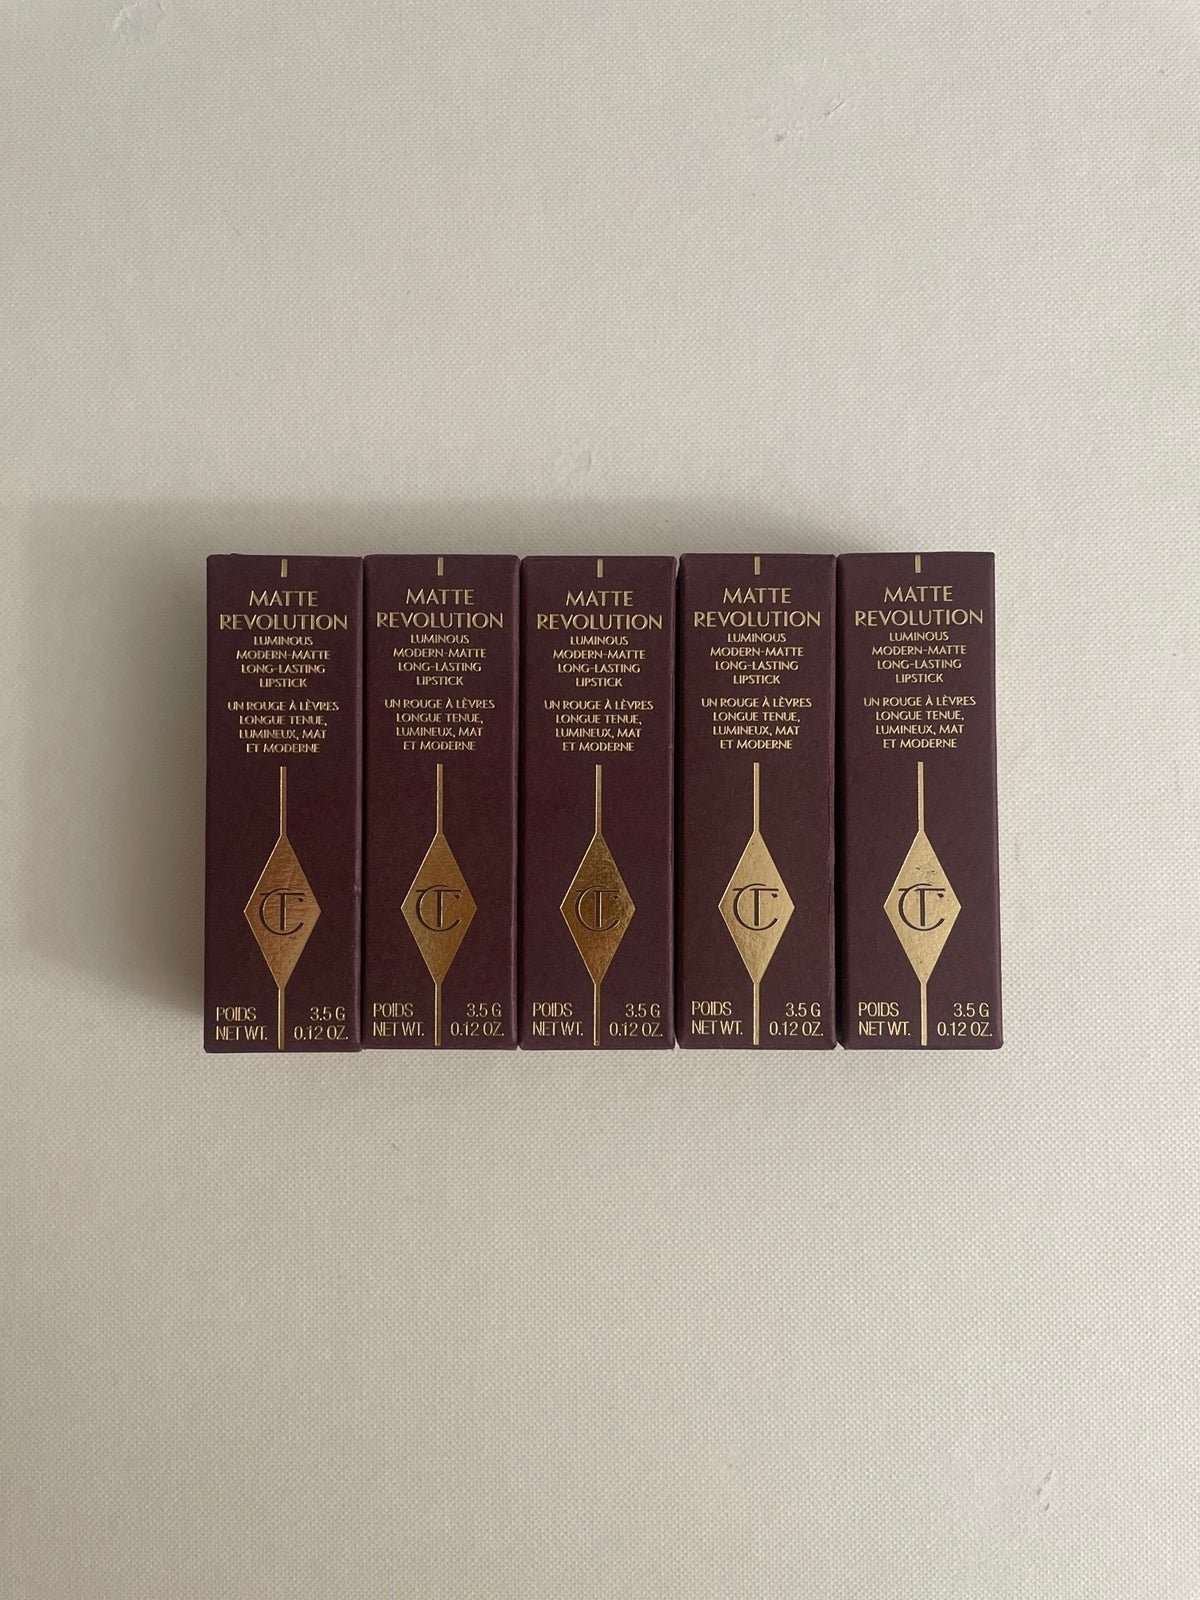 MATTE
REVOLUTION
LUMINOUS
MODERN-MATTE
LONG-LASTING
LIPSTICK
UN ROUGE À LÈVRES
LONGUE TENUE,
LUMINEUX, MAT
ET MODERNE
CT
POIDS 3.5 G
NET WT. 0.12 OZ.
MATTE
REVOLUTION
LUMINOUS
MODERN-MATTE
LONG-LASTING
LIPSTICK
UN ROUGE À LÈVRES
LONGUE TENUE,
LUMINEUX, MAT
ET MODERNE
CT
POIDS 3.5 G
NET WT. 0.12 OZ.
MATTE
REVOLUTION
LUMINOUS
MODERN-MATTE
LONG-LASTING
LIPSTICK
UN ROUGE À LÈVRES
LONGUE TENUE,
LUMINEUX, MAT
ET MODERNE
CT
POIDS 3.5 G
NET WT. 0.12 OZ.
MATTE
REVOLUTION
LUMINOUS
MODERN-MATTE
LONG-LASTING
LIPSTICK
UN ROUGE À LÈVRES
LONGUE TENUE,
LUMINEUX, MAT
ET MODERNE
CT
POIDS 3.5 G
NET WT. 0.12 OZ.
MATTE
REVOLUTION
LUMINOUS
MODERN-MATTE
LONG-LASTING
LIPSTICK
UN ROUGE À LÈVRES
LONGUE TENUE,
LUMINEUX, MAT
ET MODERNE
CT
POIDS 3.5 G
NET WT. 0.12 OZ.